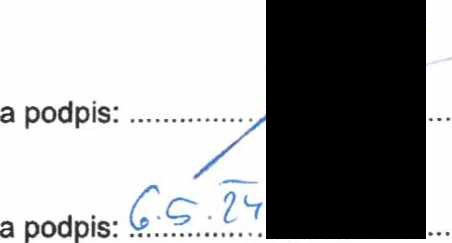 a podpis: ....................
a podpis: 6.5.24